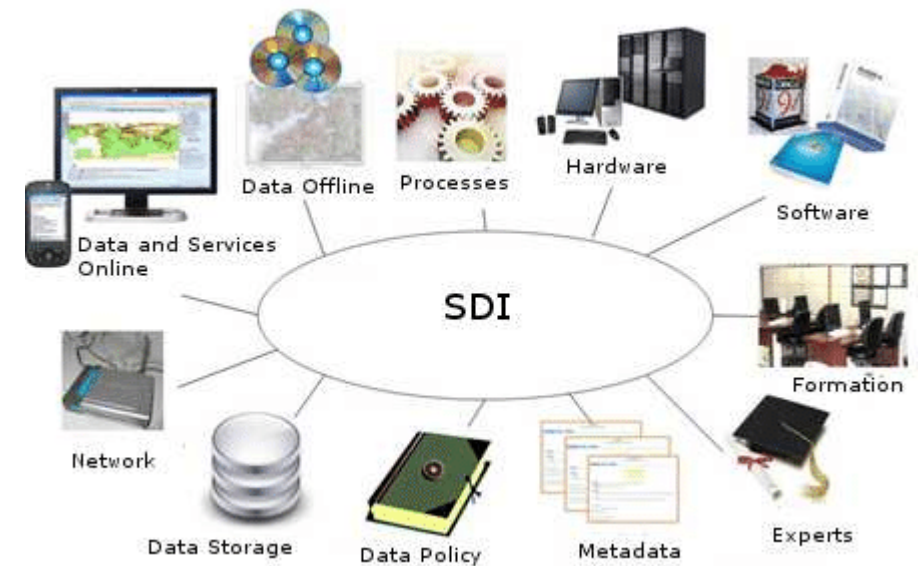 Data Offline
Processes
Hardware
Software
Data and Services
Online
SDI
Formation
Network
Experts
Data Storage
Data Policy
Metadata